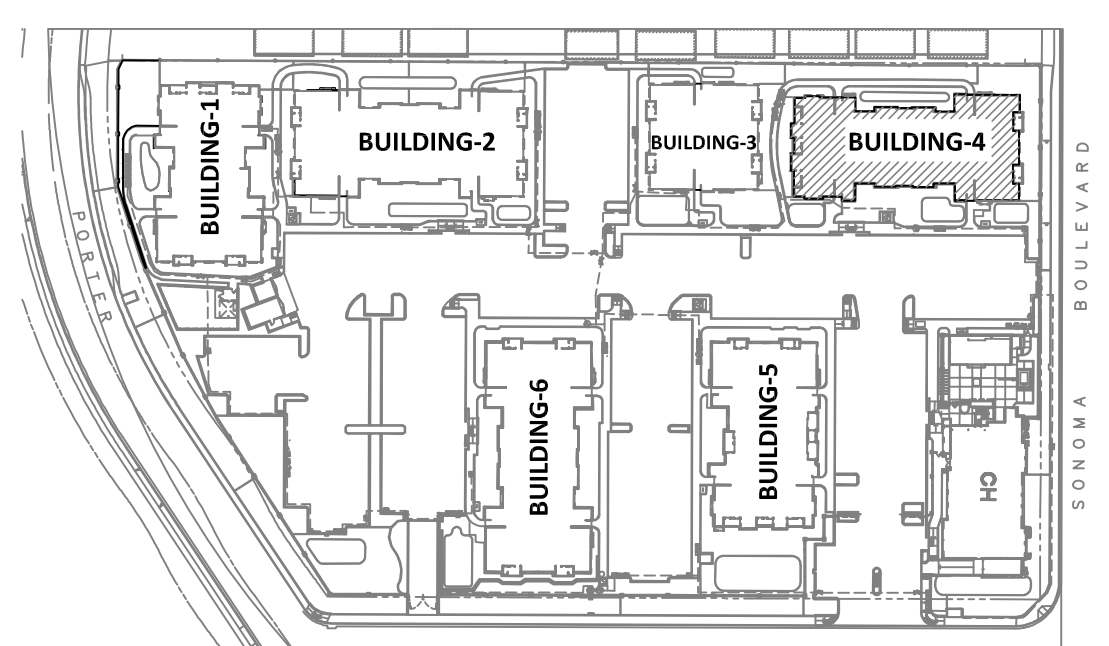 BUILDING-1
BUILDING-2
BUILDING-3
BUILDING-4
PORTER
SONOMA BOULEVARD
BUILDING-6
BUILDING-5
CH